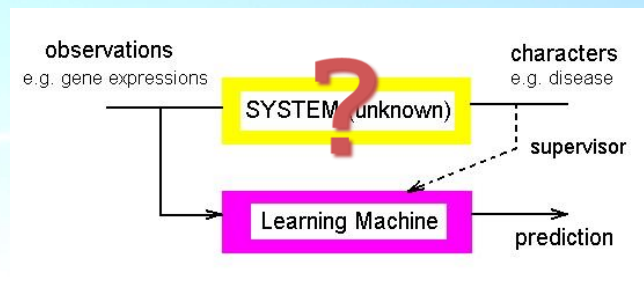 observations
e.g. gene expressions
characters
e.g. disease
?
SYSTEM (unknown)
supervisor
Learning Machine
prediction